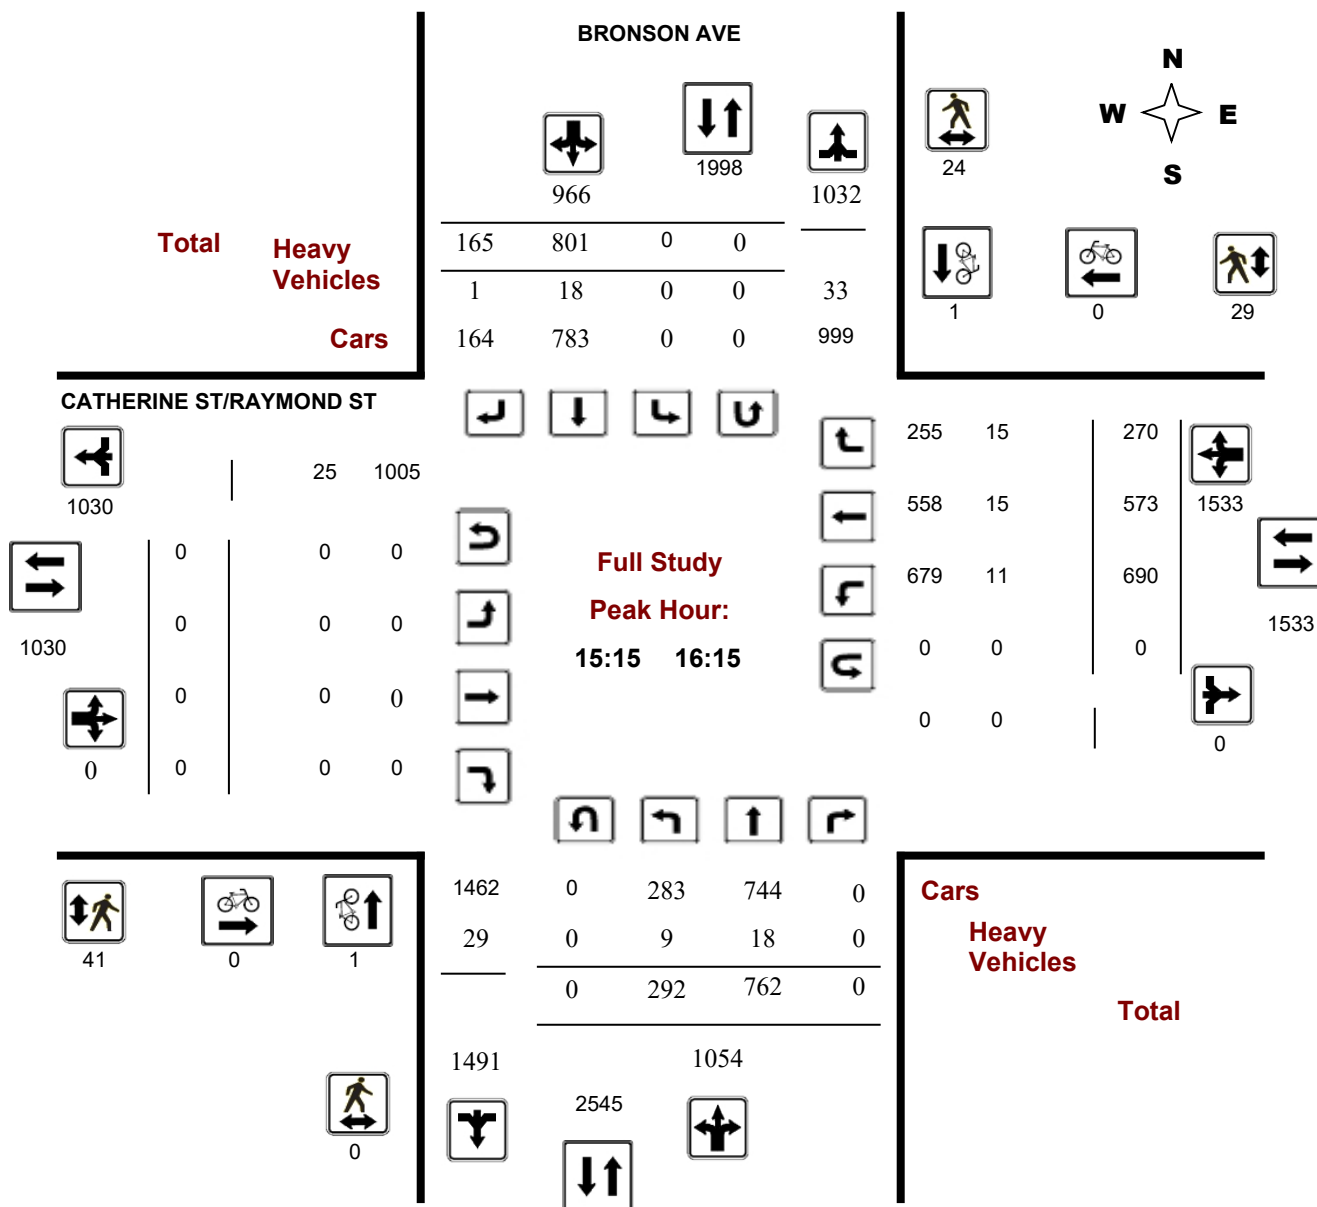 BRONSON AVE
N
W E
S
1998
24
966 1032
Total Heavy Vehicles
165 801 0 0
1 18 0 0 33
1 0 29
Cars 164 783 0 0 999
CATHERINE ST/RAYMOND ST
255 15 270
25 1005
1030
558 15 573 1533
0 0 0
Full Study
679 11 690
Peak Hour:
0 0 0
1533
1030
15:15 16:15
0 0 0
0 0 0
0 0
0
0 0 0 0
1462 0 283 744 0
Cars
29 0 9 18 0
Heavy
Vehicles
41 0 1
0 292 762 0
Total
1491 1054
2545
0